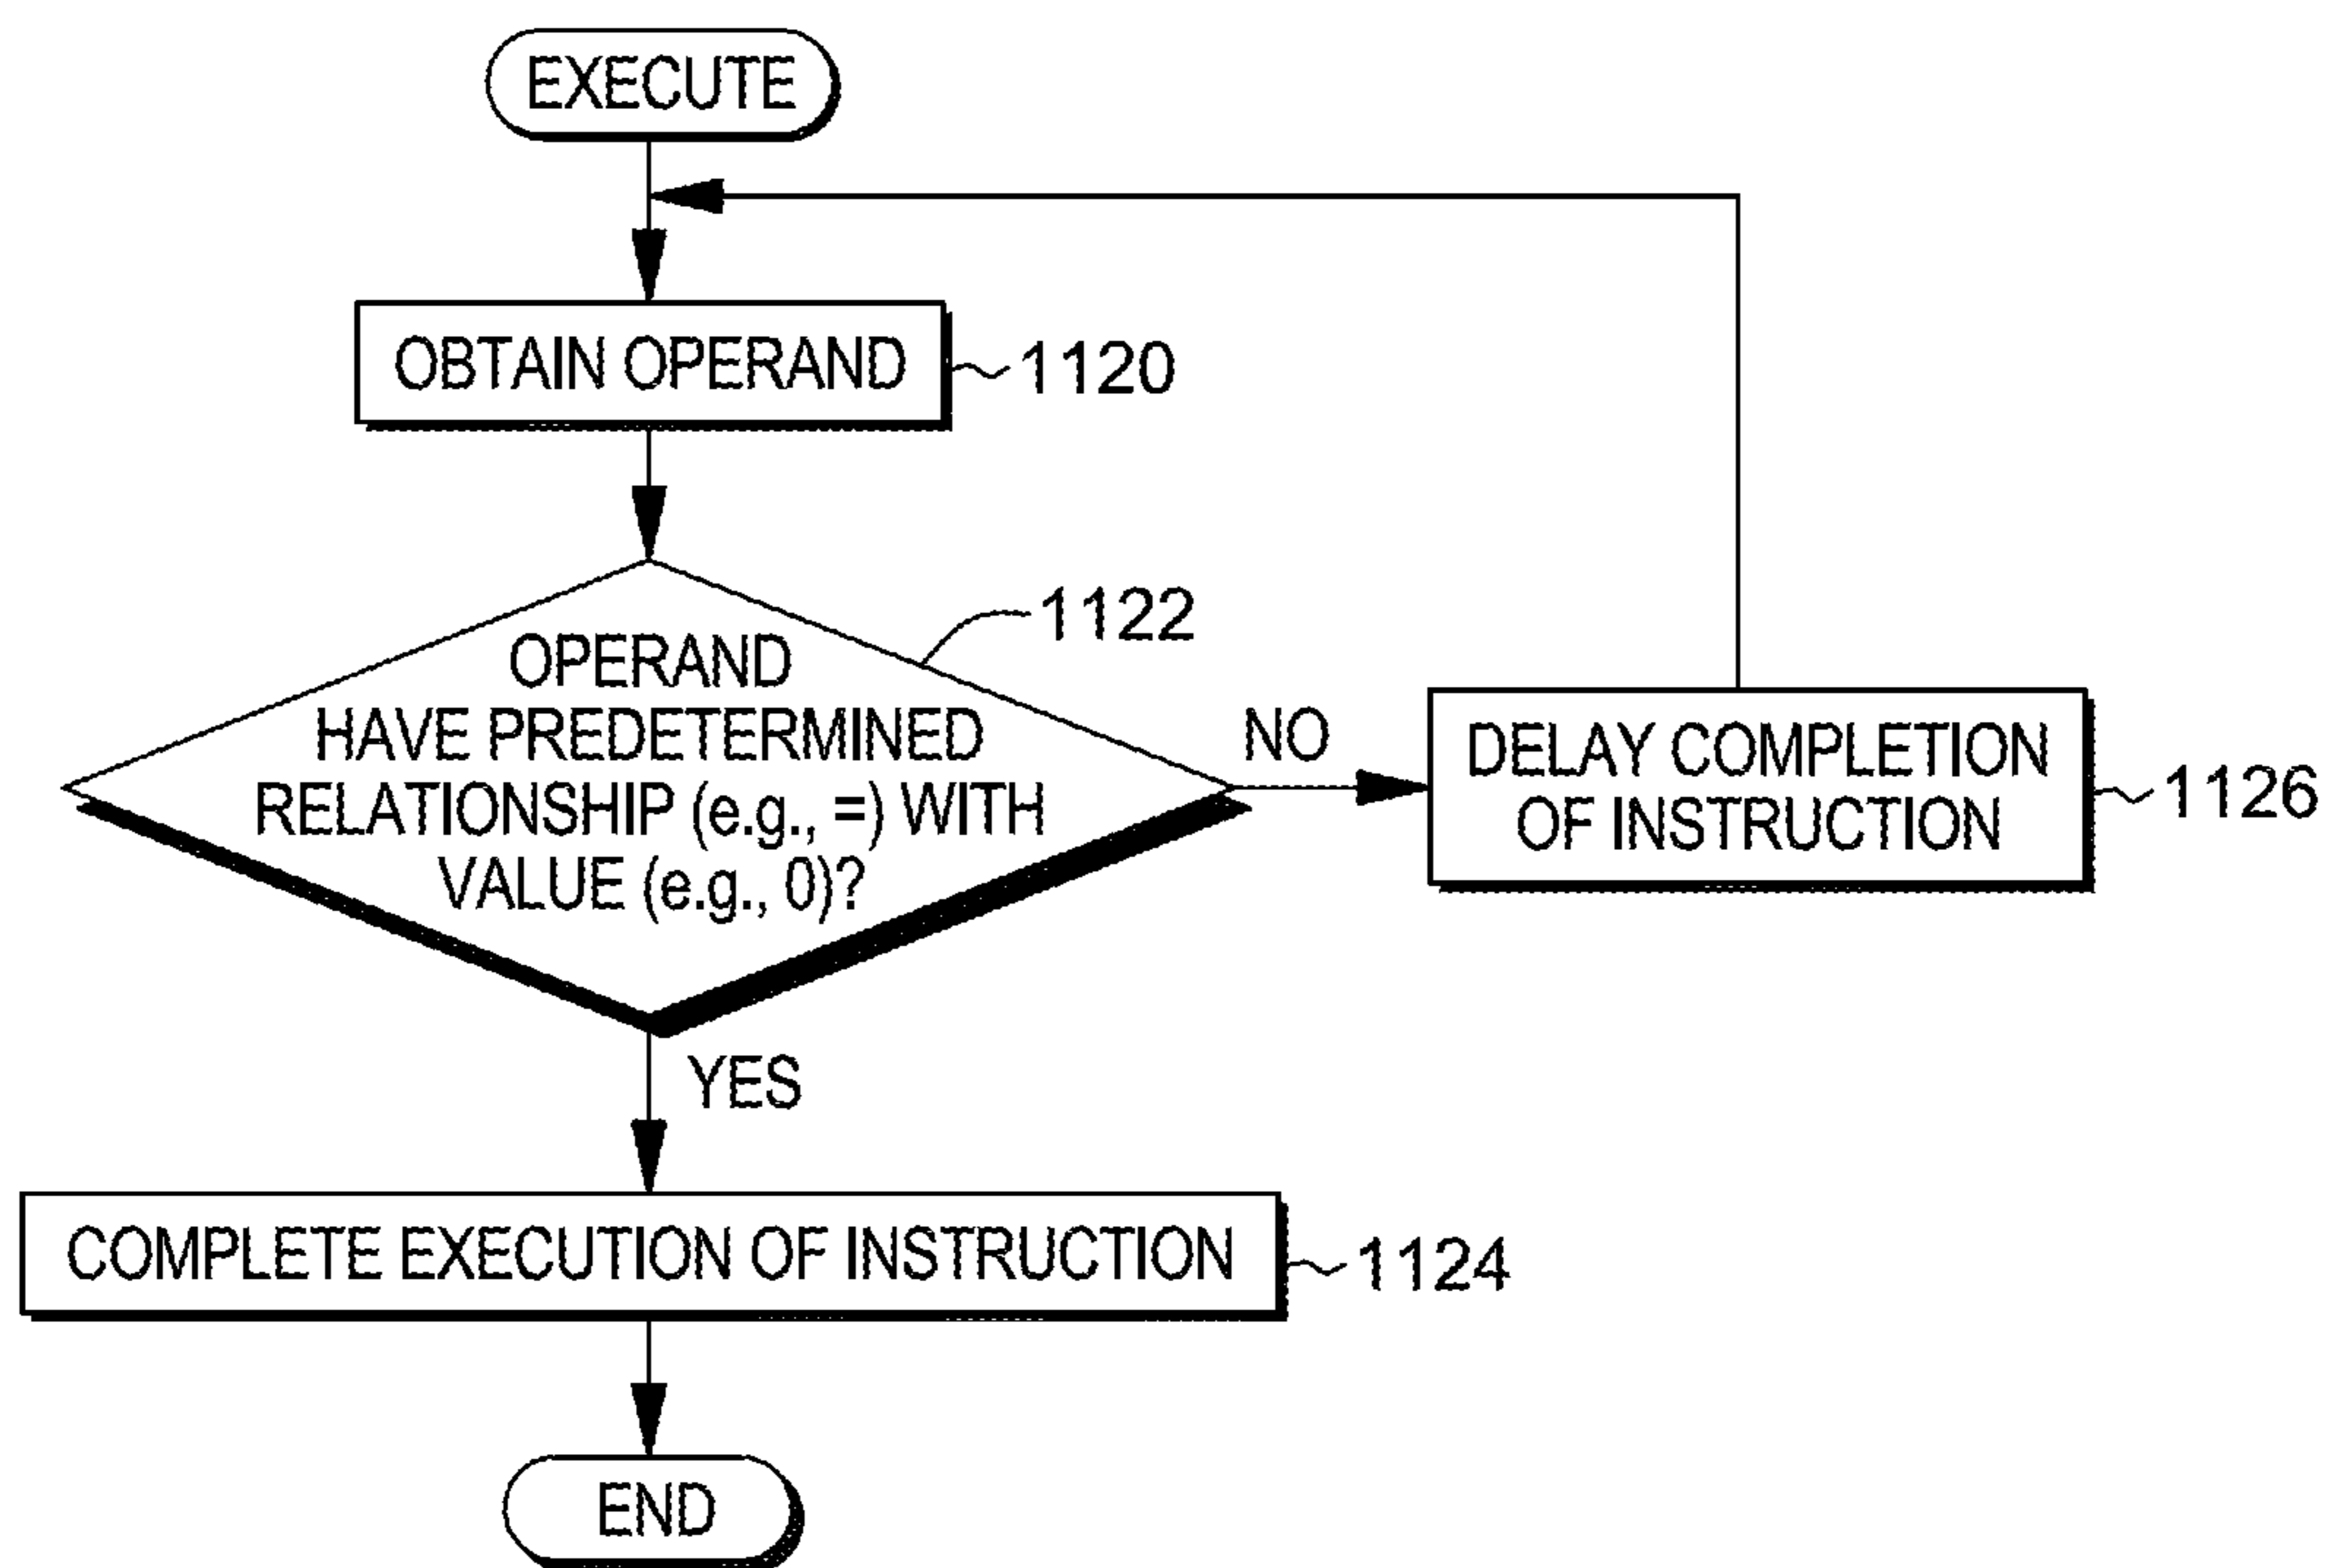 EXECUTE
OBTAIN OPERAND
1120
1122
OPERAND
HAVE PREDETERMINED
RELATIONSHIP (e.g., =) WITH
VALUE (e.g., 0)?
NO
DELAY COMPLETION
OF INSTRUCTION
1126
YES
COMPLETE EXECUTION OF INSTRUCTION
1124
END